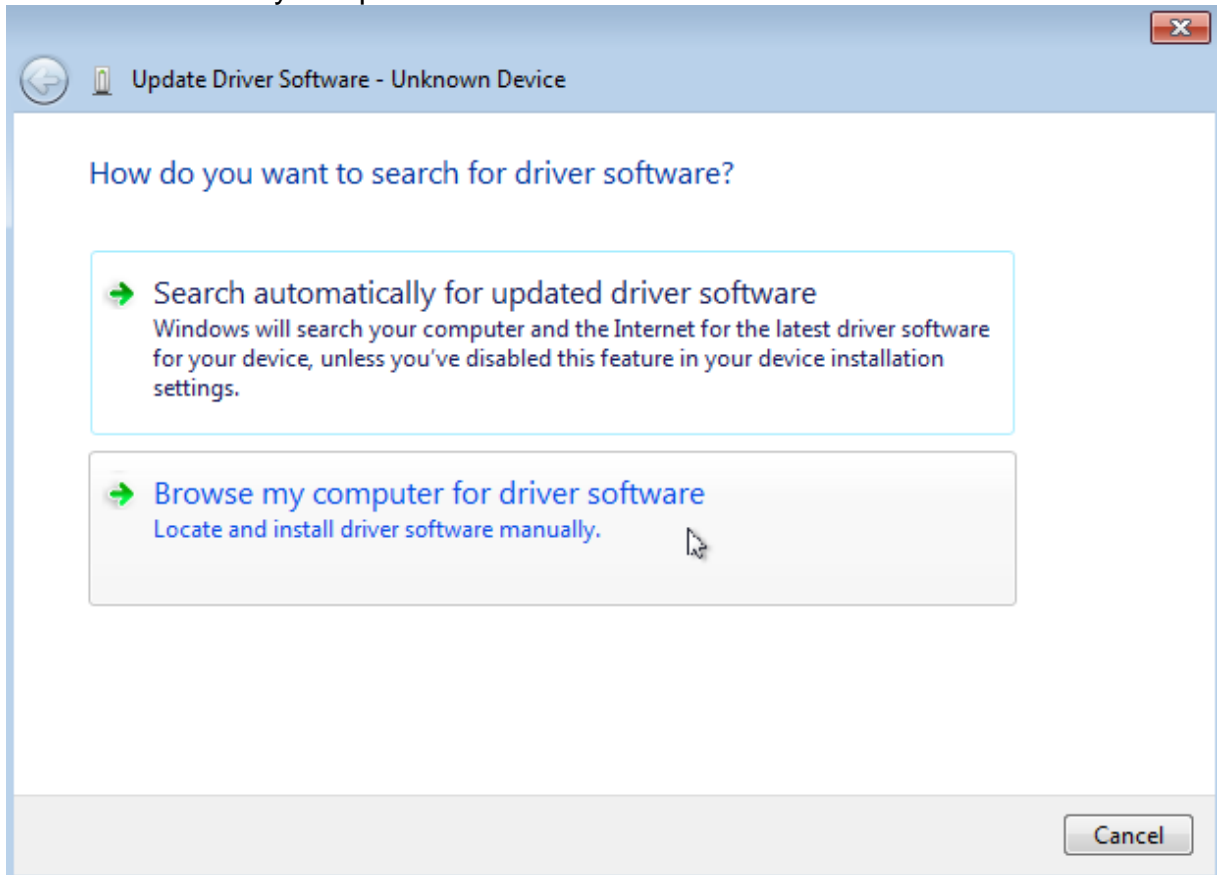 Update Driver Software - Unknown Device
How do you want to search for driver software?
Search automatically for updated driver software
Windows will search your computer and the Internet for the latest driver software
for your device, unless you've disabled this feature in your device installation
settings.
Browse my computer for driver software
Locate and install driver software manually.
Cancel